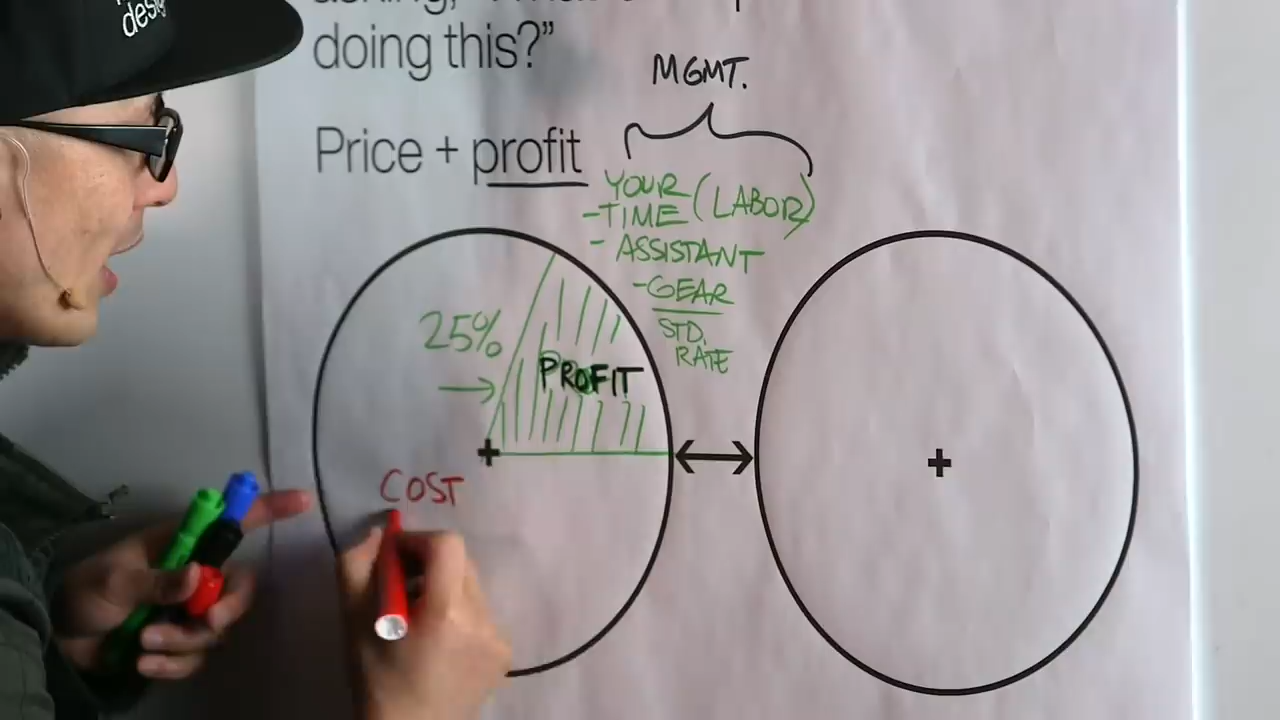 doing this?”
MGMT.
Price + profit
YOUR
-TIME (LABOR)
- ASSISTANT
-GEAR
STD.
RATE
25%
PROFIT
COST